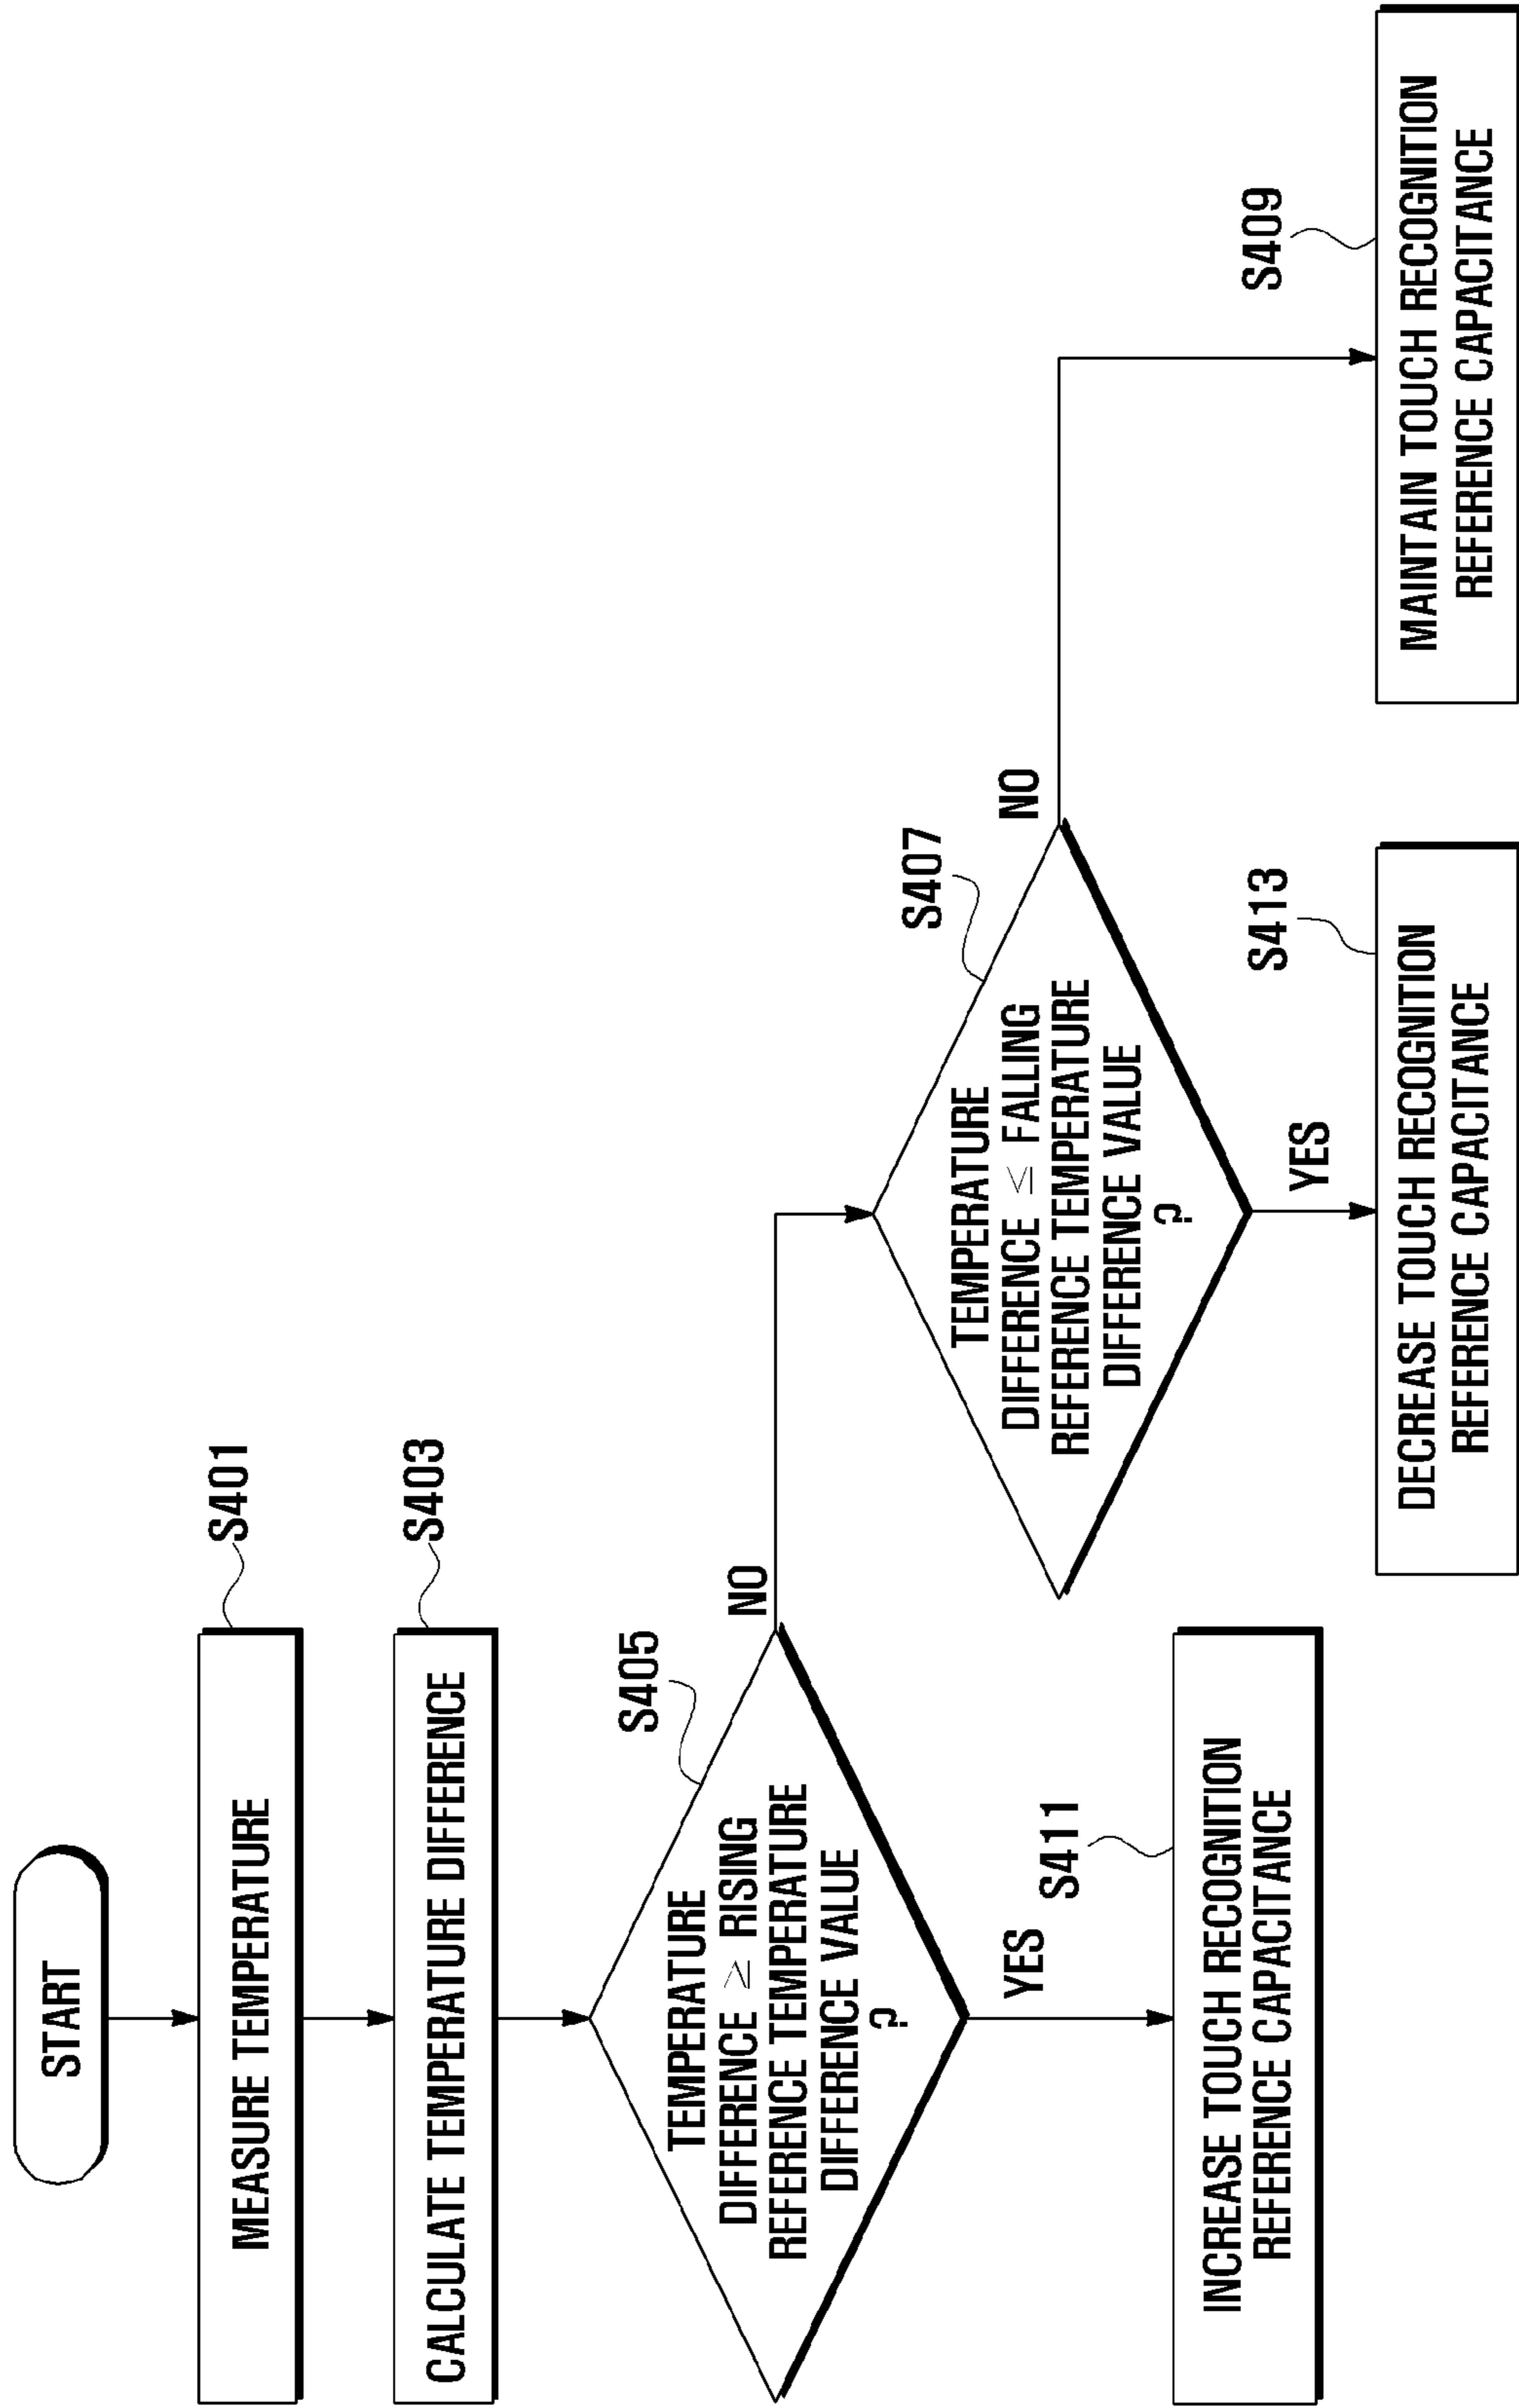 START
MEASURE TEMPERATURE
S401
CALCULATE TEMPERATURE DIFFERENCE
S403
TEMPERATURE
DIFFERENCE ≥ RISING
REFERENCE TEMPERATURE
DIFFERENCE VALUE
?
S405
NO
YES
S411
INCREASE TOUCH RECOGNITION
REFERENCE CAPACITANCE
TEMPERATURE
DIFFERENCE ≤ FALLING
REFERENCE TEMPERATURE
DIFFERENCE VALUE
?
S407
NO
YES
S413
DECREASE TOUCH RECOGNITION
REFERENCE CAPACITANCE
S409
MAINTAIN TOUCH RECOGNITION
REFERENCE CAPACITANCE